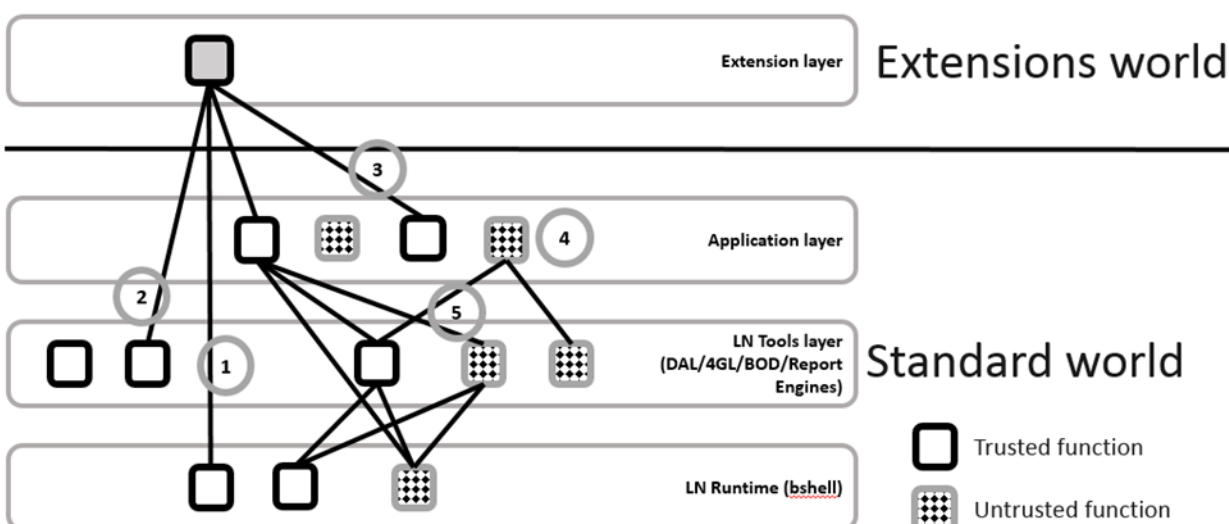 Extension layer
Extensions world
3
Application layer
4
2
5
LN Tools layer
(DAL/4GL/BOD/Report
Engines)
1
Standard world
Trusted function
LN Runtime (bshell)
Untrusted function